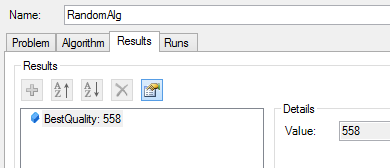 Name: RandomAlg
Problem Algorithm Results Runs
Results
BestQuality: 558
Details
Value: 558